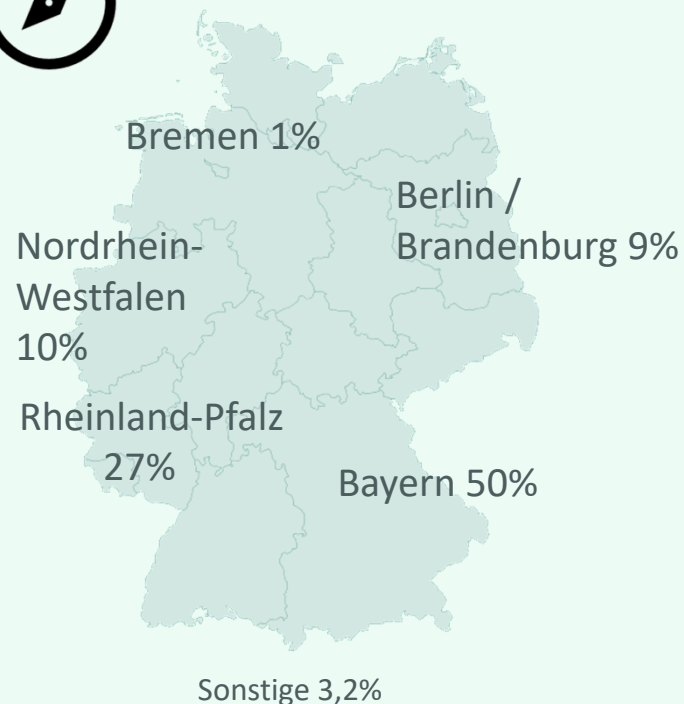 Bremen 1%
Berlin /
Brandenburg 9%
Nordrhein-
Westfalen
10%
Rheinland-Pfalz
27%
Bayern 50%
Sonstige 3,2%